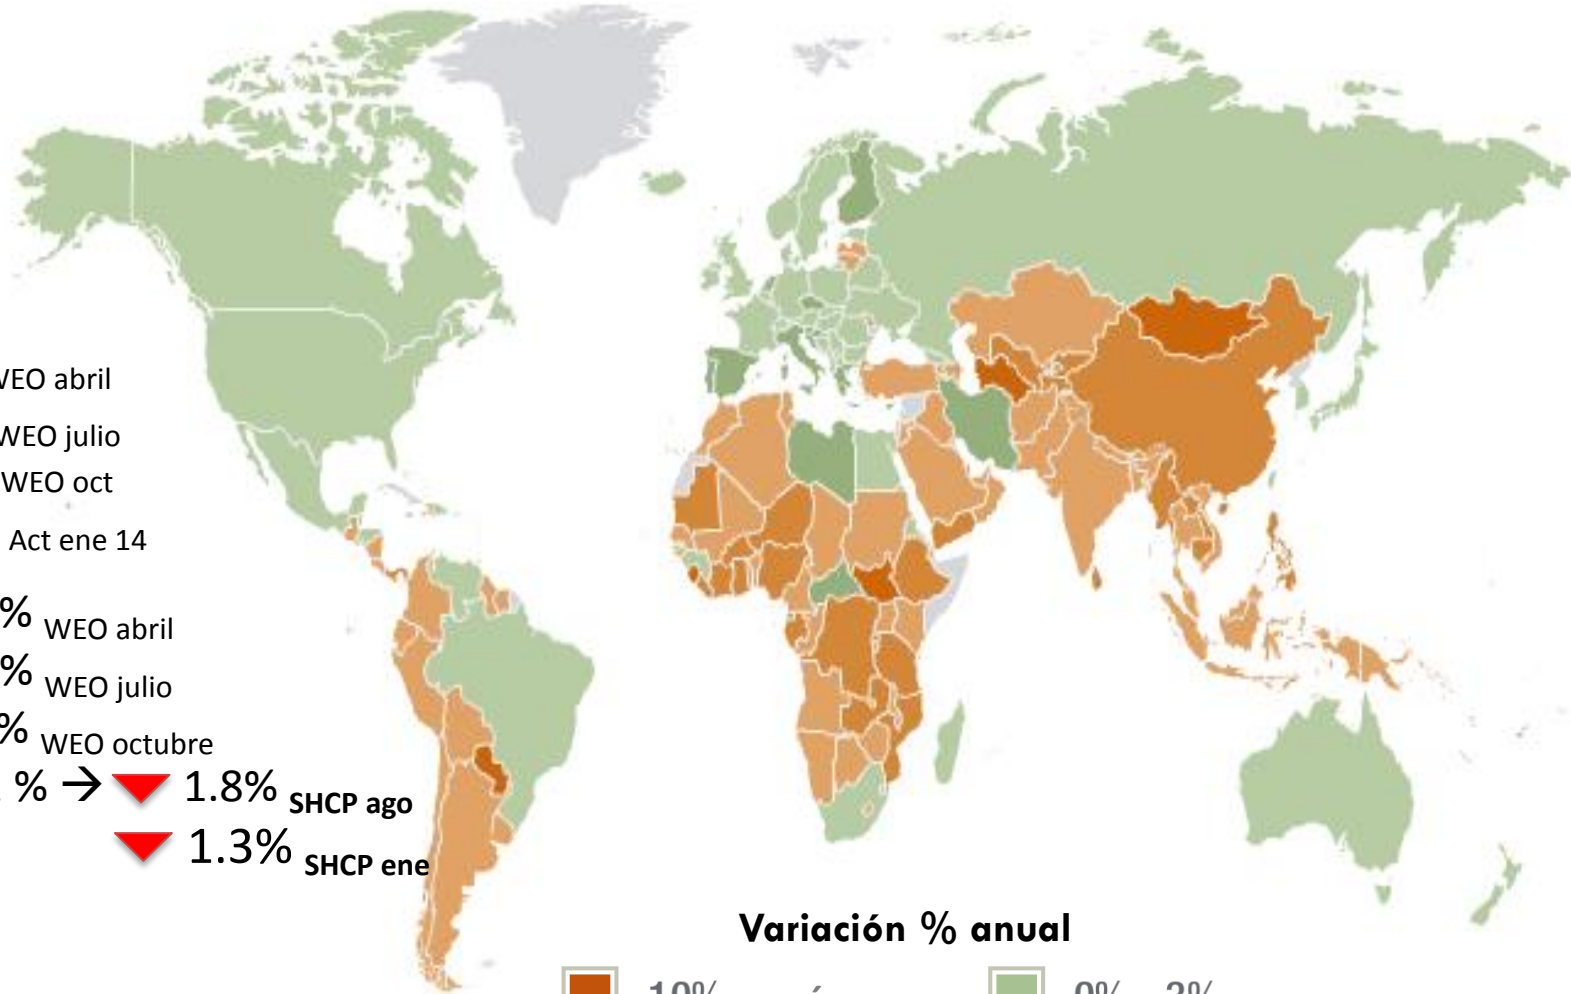 WEO abril
WEO julio
WEO oct
Act ene 14
% WEO abril
% WEO julio
% WEO octubre
% → 1.8% SHCP ago
1.3% SHCP ene
Variación % anual